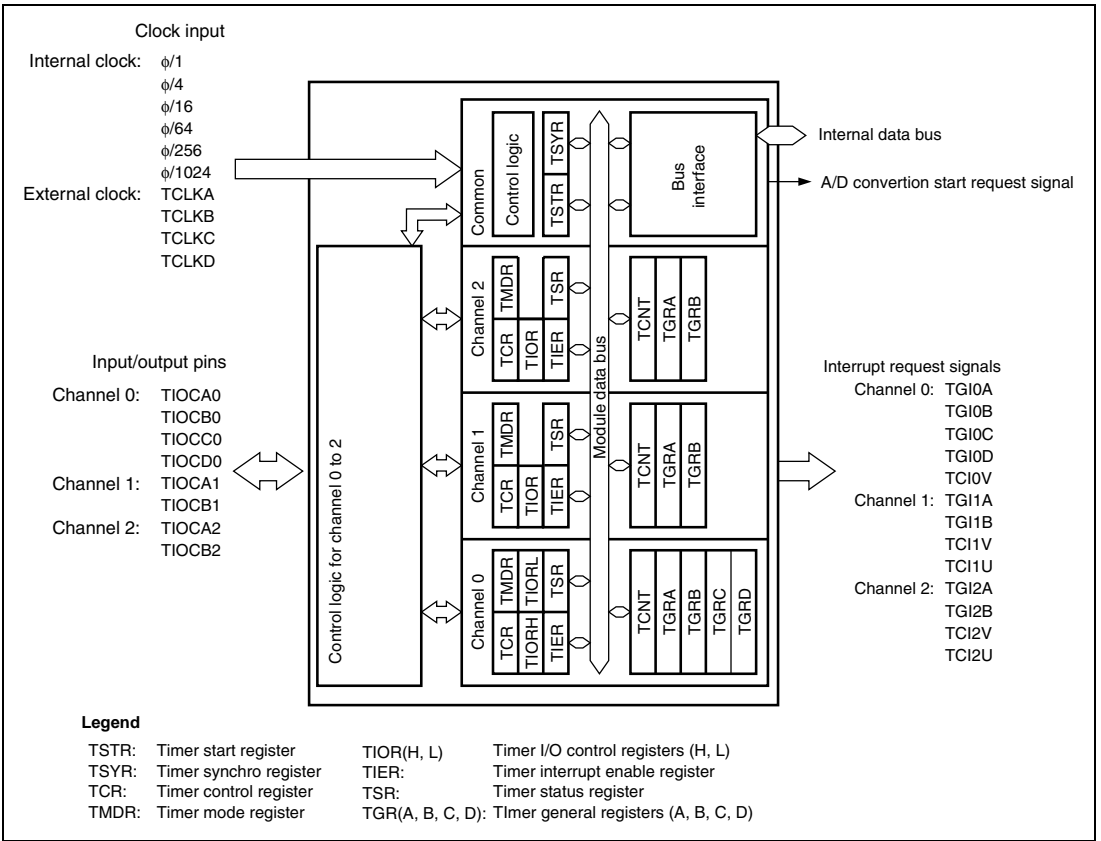 Clock input
Internal clock: ϕ/1
ϕ/4
ϕ/16
ϕ/64
ϕ/256
ϕ/1024
External clock: TCLKA
TCLKB
TCLKC
TCLKD
Input/output pins
Channel 0: TIOCA0
TIOCB0
TIOCC0
TIOCD0
Channel 1: TIOCA1
TIOCB1
Channel 2: TIOCA2
TIOCB2
Control logic for channel 0 to 2
Common
Control logic
TSTR TSYR
Bus
interface
Module data bus
Channel 2
TCR TMDR
TIOR
TIER TSR
TCNT
TGRA
TGRB
Channel 1
TCR TMDR
TIOR
TIER TSR
TCNT
TGRA
TGRB
Channel 0
TCR TMDR
TIORH TIORL
TIER TSR
TCNT
TGRA
TGRB
TGRC
TGRD
Internal data bus
A/D convertion start request signal
Interrupt request signals
Channel 0: TGI0A
TGI0B
TGI0C
TGI0D
TCI0V
Channel 1: TGI1A
TGI1B
TCI1V
TCI1U
Channel 2: TGI2A
TGI2B
TCI2V
TCI2U
Legend
TSTR: Timer start register
TSYR: Timer synchro register
TCR: Timer control register
TMDR: Timer mode register
TIOR(H, L) Timer I/O control registers (H, L)
TIER: Timer interrupt enable register
TSR: Timer status register
TGR(A, B, C, D): TImer general registers (A, B, C, D)